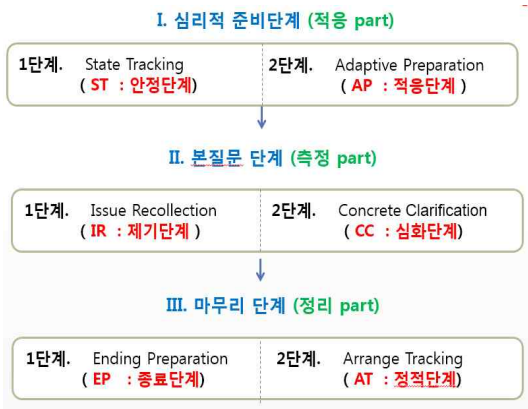 I. 심리적 준비단계 (적응 part)
1단계. State Tracking 2단계. Adaptive Preparation
( ST : 안정단계) ( AP : 적응단계 )
II. 본질문 단계 (측정 part)
1단계. Issue Recollection 2단계. Concrete Clarification
( IR : 제기단계 ) ( CC : 심화단계)
III. 마무리 단계 (정리 part)
1단계. Ending Preparation 2단계. Arrange Tracking
( EP : 종료단계) ( AT : 정적단계)